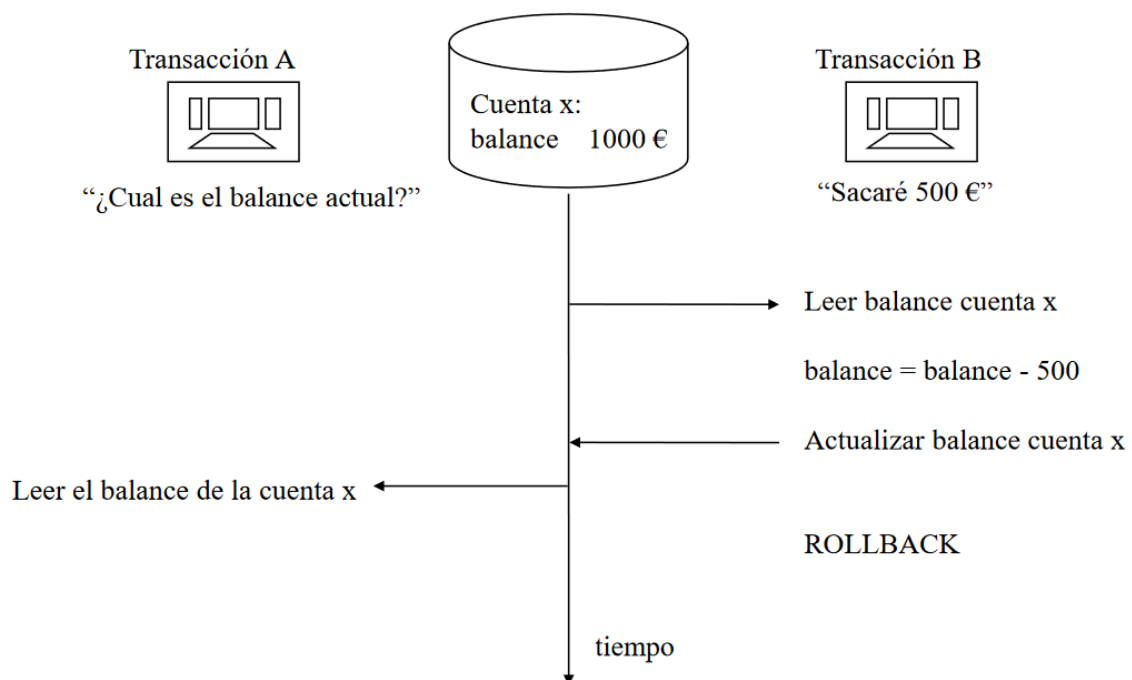 Transacción A
Transacción B
Cuenta x:
balance 1000 €
“¿Cual es el balance actual?”
“Sacaré 500 €”
Leer balance cuenta x
balance = balance - 500
Actualizar balance cuenta x
Leer el balance de la cuenta x
ROLLBACK
tiempo